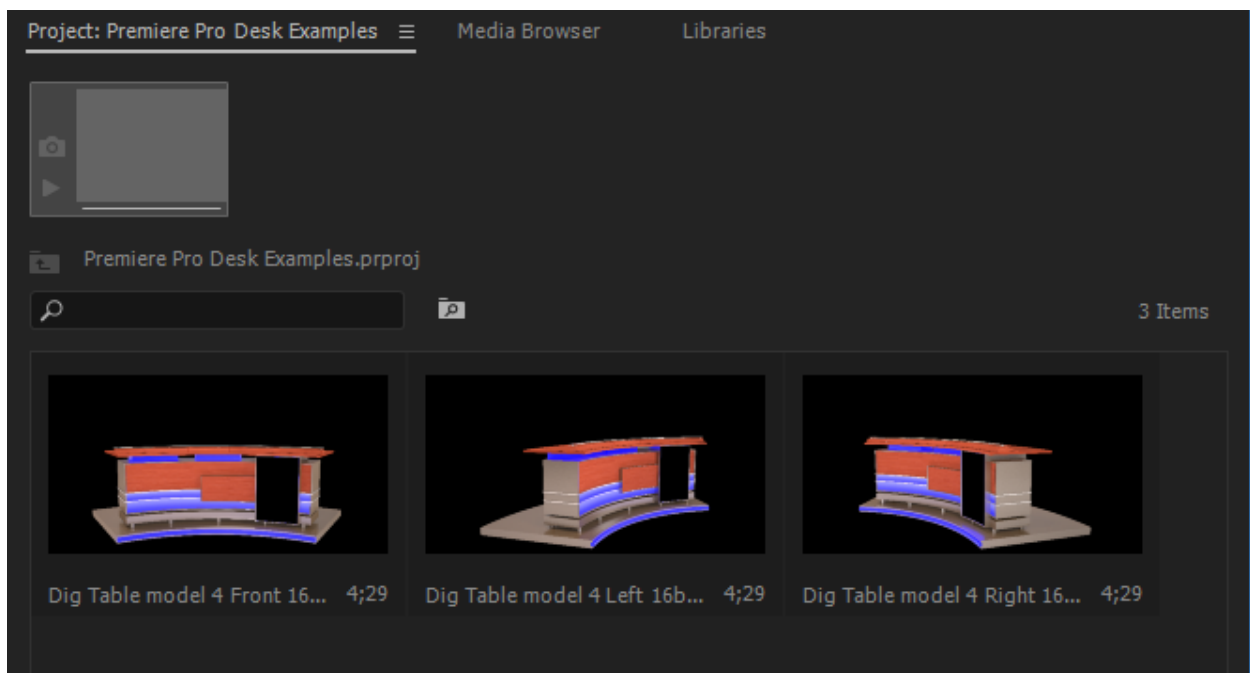 Project: Premiere Pro Desk Examples Media Browser Libraries
Premiere Pro Desk Examples.prproj
3 Items
Dig Table model 4 Front 16... 4;29 Dig Table model 4 Left 16b... 4;29 Dig Table model 4 Right 16... 4;29